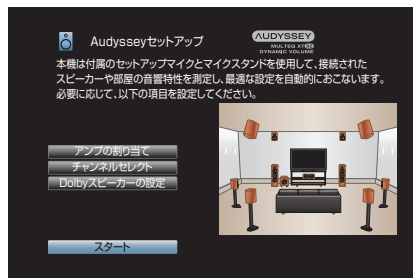 Audysseyセットアップ
AUDYSSEY
MULTEQ XT32
DYNAMIC VOLUME
本機は付属のセットアップマイクとマイクスタンドを使用して、接続された
スピーカーや部屋の音響特性を測定し、最適な設定を自動的におこないます。
必要に応じて、以下の項目を設定してください。
アンプの割り当て
チャンネルセレクト
Dolbyスピーカーの設定
スタート